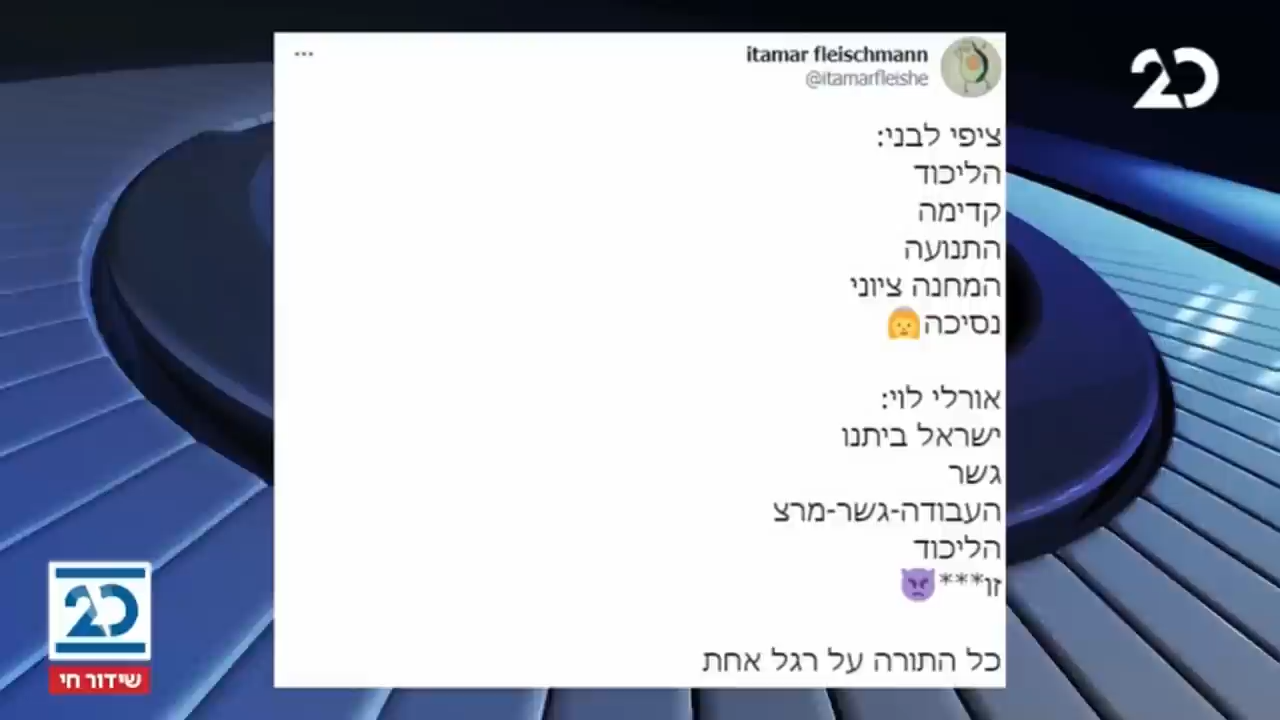 itamar fleischmann
@itamarfleishe
ציפי לבני:
הליכוד
קדימה
התנועה
המחנה ציוני
נסיכה👸
אורלי לוי:
ישראל ביתנו
גשר
העבודה-גשר-מרצ
הליכוד
זו***👿
כל התורה על רגל אחת
20
20
שידור חי